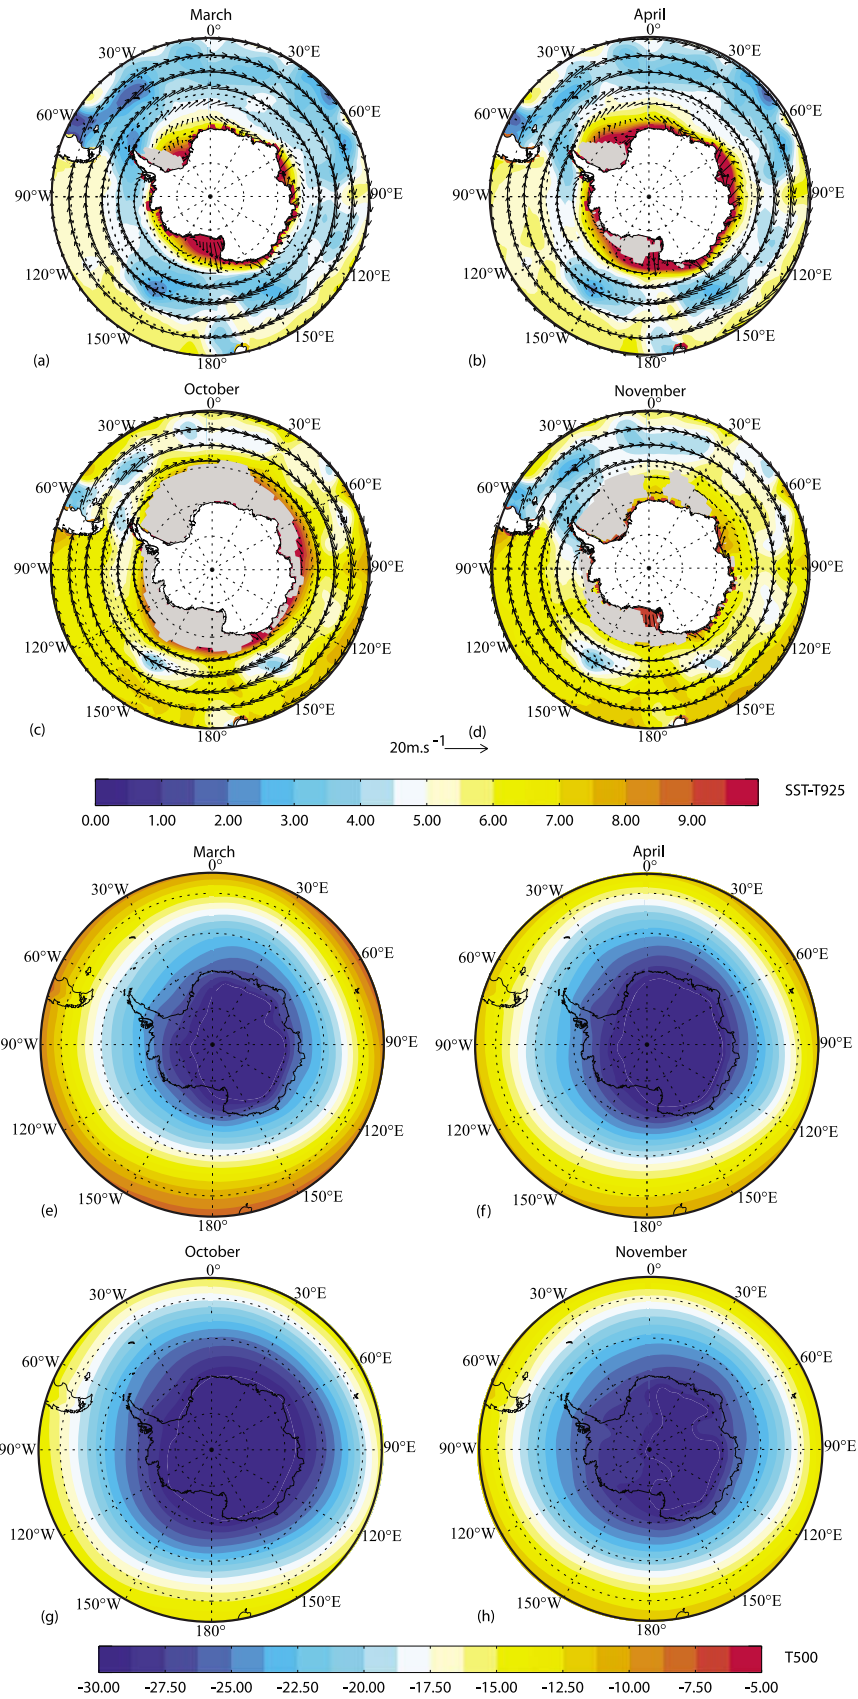 March
April
0°
0°
30°W
30°E
30°W
30°E
60°W
60°E
60°W
60°E
90°W
90°E
90°W
90°E
120°W
120°E
120°W
120°E
150°W
150°E
150°W
150°E
(a)
180°
(b)
180°
October
November
0°
0°
30°W
30°E
30°W
30°E
60°W
60°E
60°W
60°E
90°W
90°E
90°W
90°E
120°W
120°E
120°W
120°E
150°W
150°E
150°W
150°E
(c)
180°
(d)
180°
20m.s -1
SST-T925
0.00 1.00 2.00 3.00 4.00 5.00 6.00 7.00 8.00 9.00
March
April
0°
0°
30°W
30°E
30°W
30°E
60°W
60°E
60°W
60°E
90°W
90°E
90°W
90°E
120°W
120°E
120°W
120°E
150°W
150°E
150°W
150°E
(e)
180°
(f)
180°
October
November
0°
0°
30°W
30°E
30°W
30°E
60°W
60°E
60°W
60°E
90°W
90°E
90°W
90°E
120°W
120°E
120°W
120°E
150°W
150°E
150°W
150°E
(g)
180°
(h)
180°
T500
-30.00 -27.50 -25.00 -22.50 -20.00 -17.50 -15.00 -12.50 -10.00 -7.50 -5.00